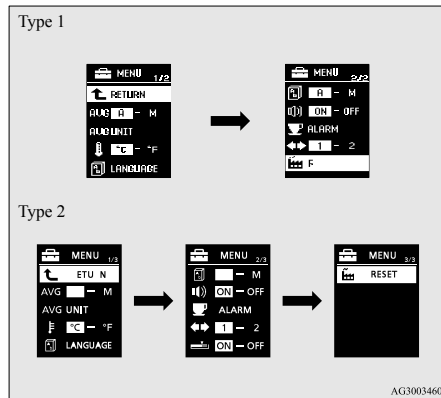 Type 1
MENU 1/2
RETURN
AVG A - M
AVG UNIT
°C - °F
LANGUAGE
MENU 2/2
A - M
ON - OFF
ALARM
1 - 2
Type 2
MENU 1/3
ETU N
AVG - M
AVG UNIT
°C - °F
LANGUAGE
MENU 2/3
- M
ON - OFF
ALARM
1 - 2
ON - OFF
MENU 3/3
RESET
AG3003460